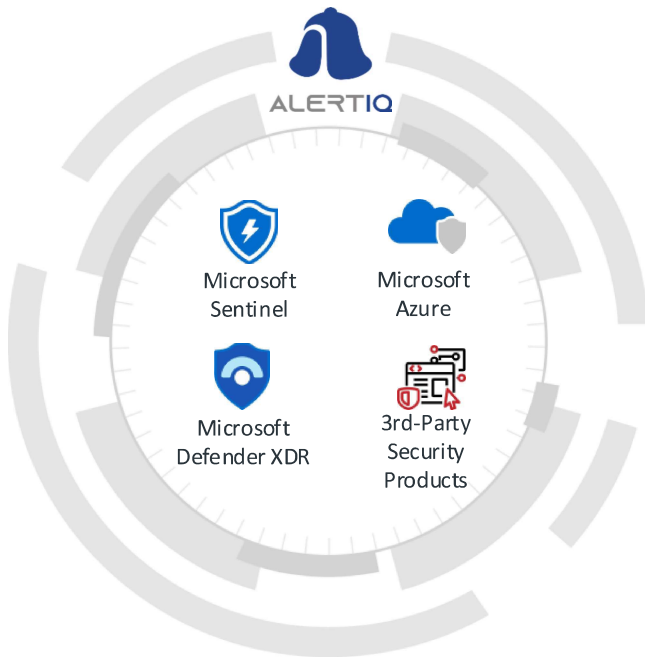 ALERTIQ
Microsoft
Sentinel
Microsoft
Azure
Microsoft
Defender XDR
3rd-Party
Security
Products